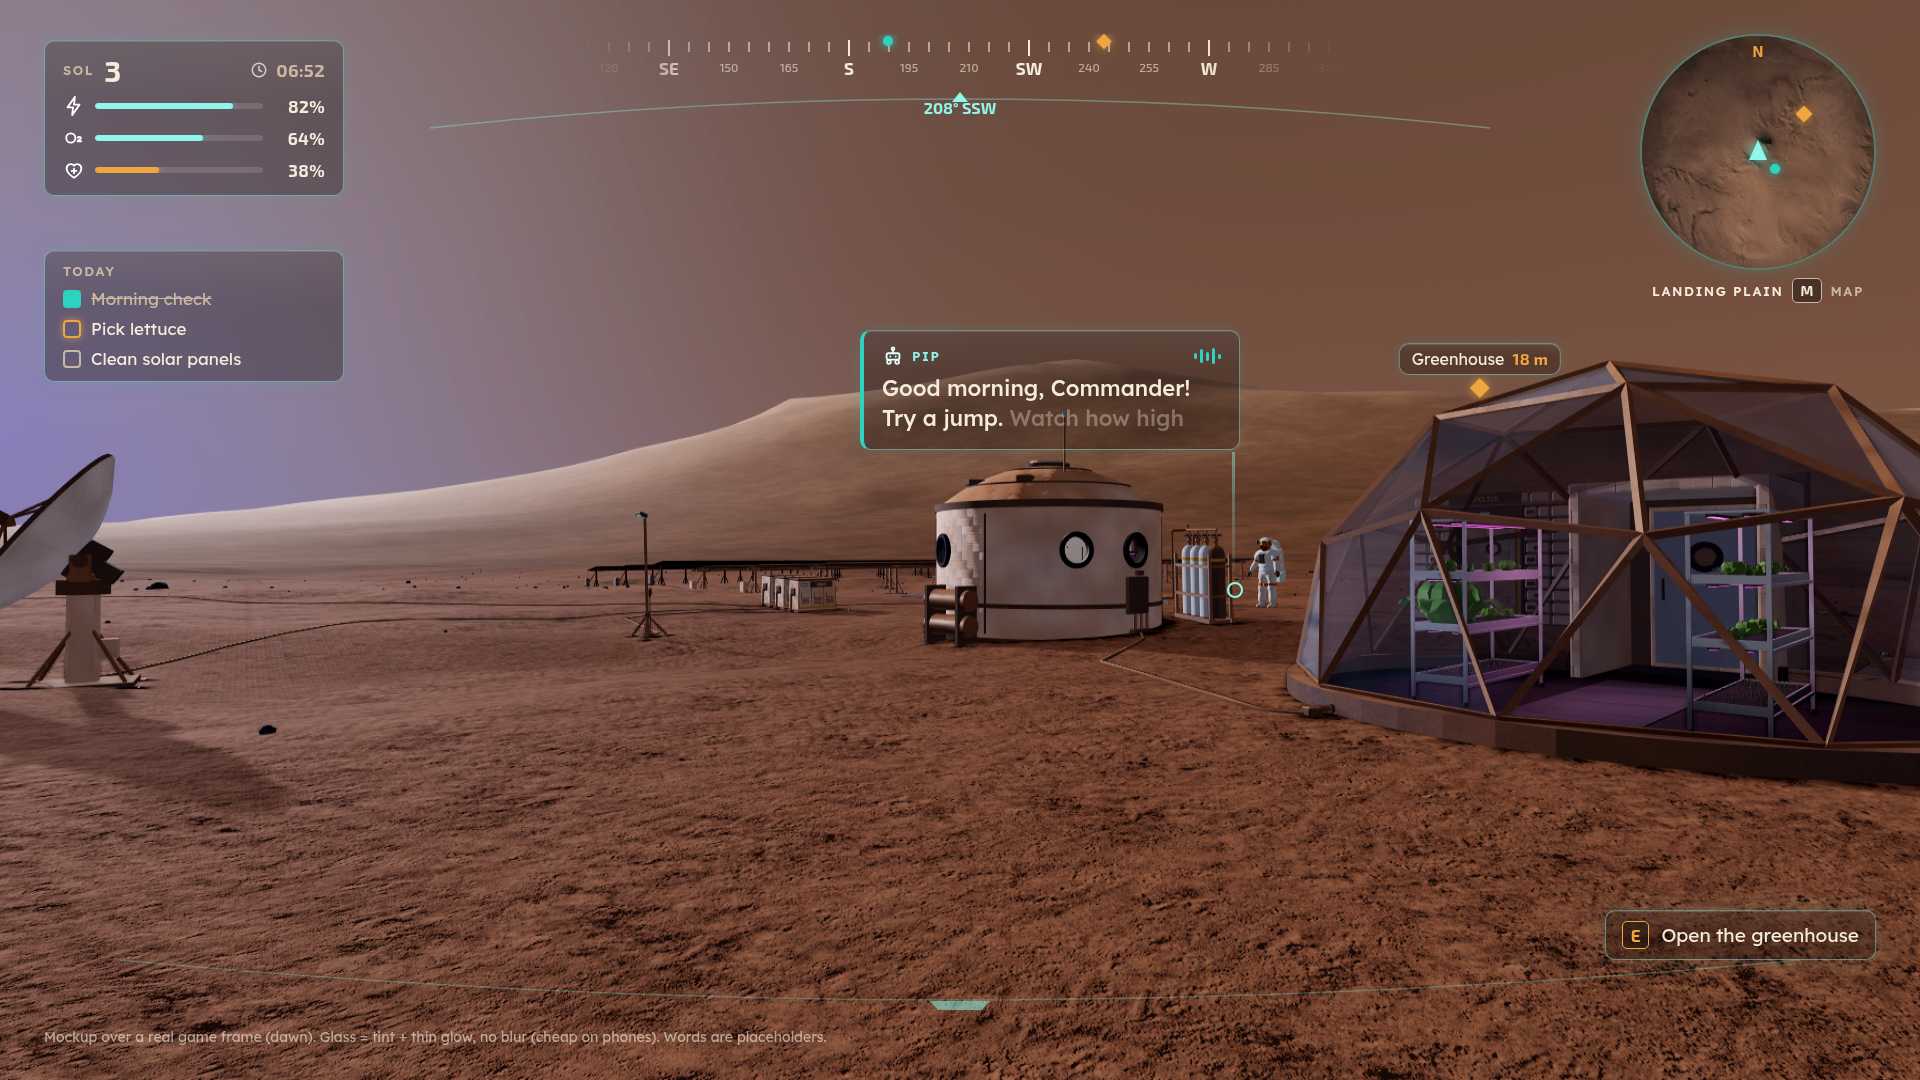 SOL 3 06:52
82%
O₂ 64%
38%
TODAY
Morning check
Pick lettuce
Clean solar panels
120 SE 150 165 S 195 210 SW 240 255 W 285
208° SSW
N
LANDING PLAIN M MAP
PIP
Good morning, Commander!
Try a jump. Watch how high
Greenhouse 18 m
E Open the greenhouse
Mockup over a real game frame (dawn). Glass = tint + thin glow, no blur (cheap on phones). Words are placeholders.